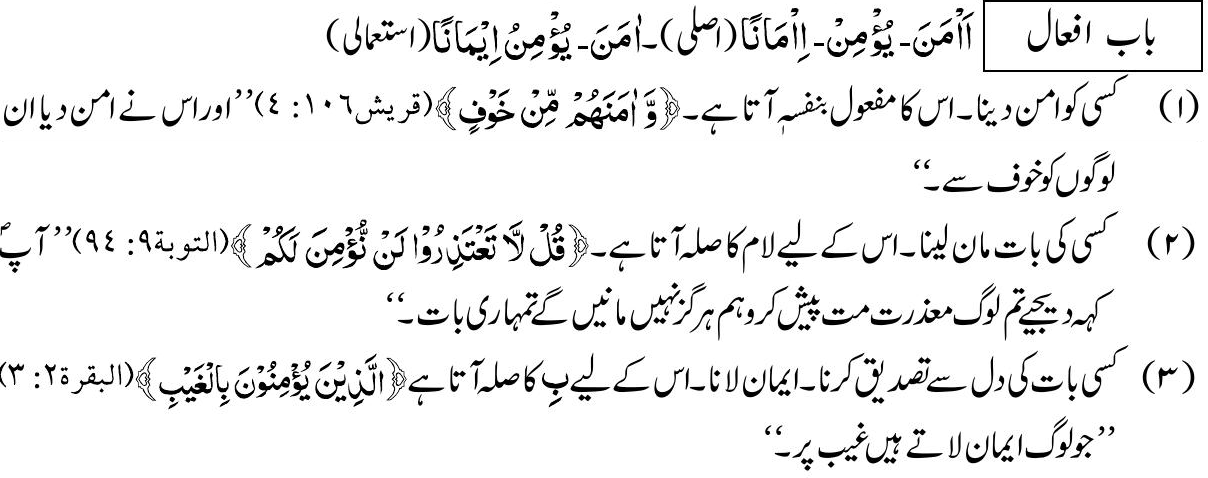 باب افعال اَاْمَنَ۔ یُؤْمِنُ۔ اِاْمَانًا (اصلی)۔ اٰمَنَ۔ یُؤْمِنُ اِیْمَانًا (استعمالی)
(۱) کسی کو امن دینا۔ اس کا مفعول بنفسہٖ آتا ہے۔ ﴿وَّاٰمَنَهُمْ مِّنْ خَوْفٍ﴾ (قریش۱۰۶: ٤) ’’اور اس نے امن دیا ان
لوگوں کو خوف سے۔‘‘
(۲) کسی کی بات مان لینا۔ اس کے لیے لام کا صلہ آتا ہے۔ ﴿قُلْ لَّا تَعْتَذِرُوْا لَنْ نُّؤْمِنَ لَكُمْ﴾ (التوبة۹: ۹٤) ’’آپؐ
کہہ دیجیے تم لوگ معذرت مت پیش کرو ہم ہرگز نہیں مانیں گے تمہاری بات۔‘‘
(۳) کسی بات کی دل سے تصدیق کرنا۔ ایمان لانا۔ اس کے لیے بِ کا صلہ آتا ہے ﴿الَّذِیْنَ یُؤْمِنُوْنَ بِالْغَیْبِ﴾ (البقرة۲: ۳)
’’جو لوگ ایمان لاتے ہیں غیب پر۔‘‘